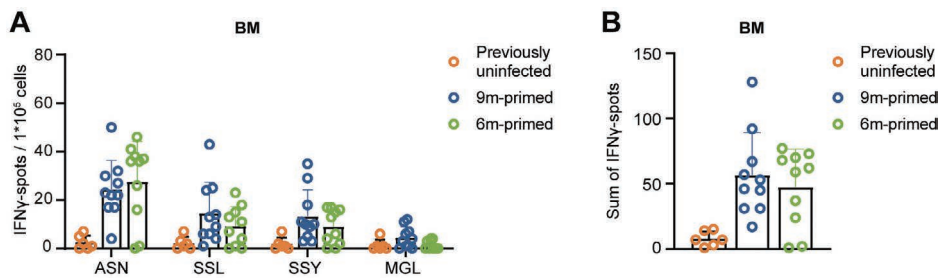 A
BM
IFNγ-spots / 1*10⁶ cells
80
60
40
20
0
ASN
SSL
SSY
MGL
Previously
uninfected
9m-primed
6m-primed
B
BM
Sum of IFNγ-spots
150
100
50
0
Previously
uninfected
9m-primed
6m-primed